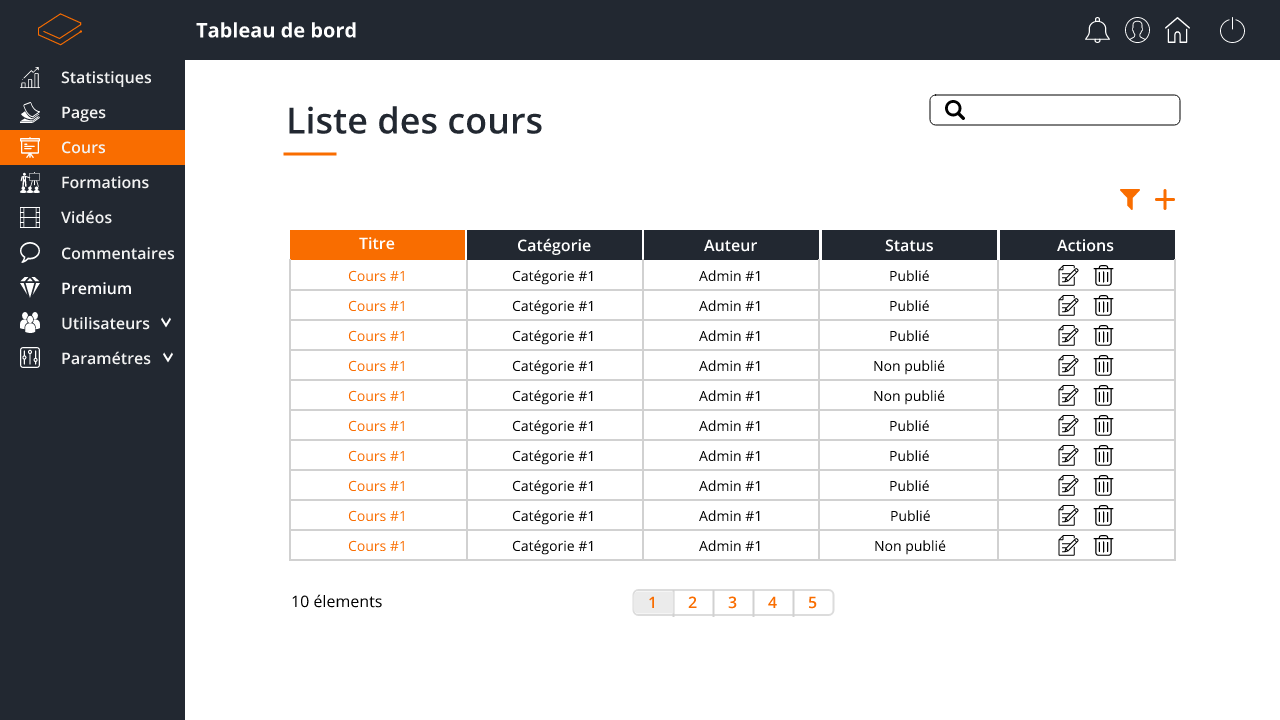 Tableau de bord
Statistiques
Pages
Cours
Formations
Vidéos
Commentaires
Premium
Utilisateurs
Paramétres
Liste des cours
Titre Catégorie Auteur Status Actions
Cours #1 Catégorie #1 Admin #1 Publié
Cours #1 Catégorie #1 Admin #1 Publié
Cours #1 Catégorie #1 Admin #1 Publié
Cours #1 Catégorie #1 Admin #1 Non publié
Cours #1 Catégorie #1 Admin #1 Non publié
Cours #1 Catégorie #1 Admin #1 Publié
Cours #1 Catégorie #1 Admin #1 Publié
Cours #1 Catégorie #1 Admin #1 Publié
Cours #1 Catégorie #1 Admin #1 Publié
Cours #1 Catégorie #1 Admin #1 Non publié
10 élements 1 2 3 4 5